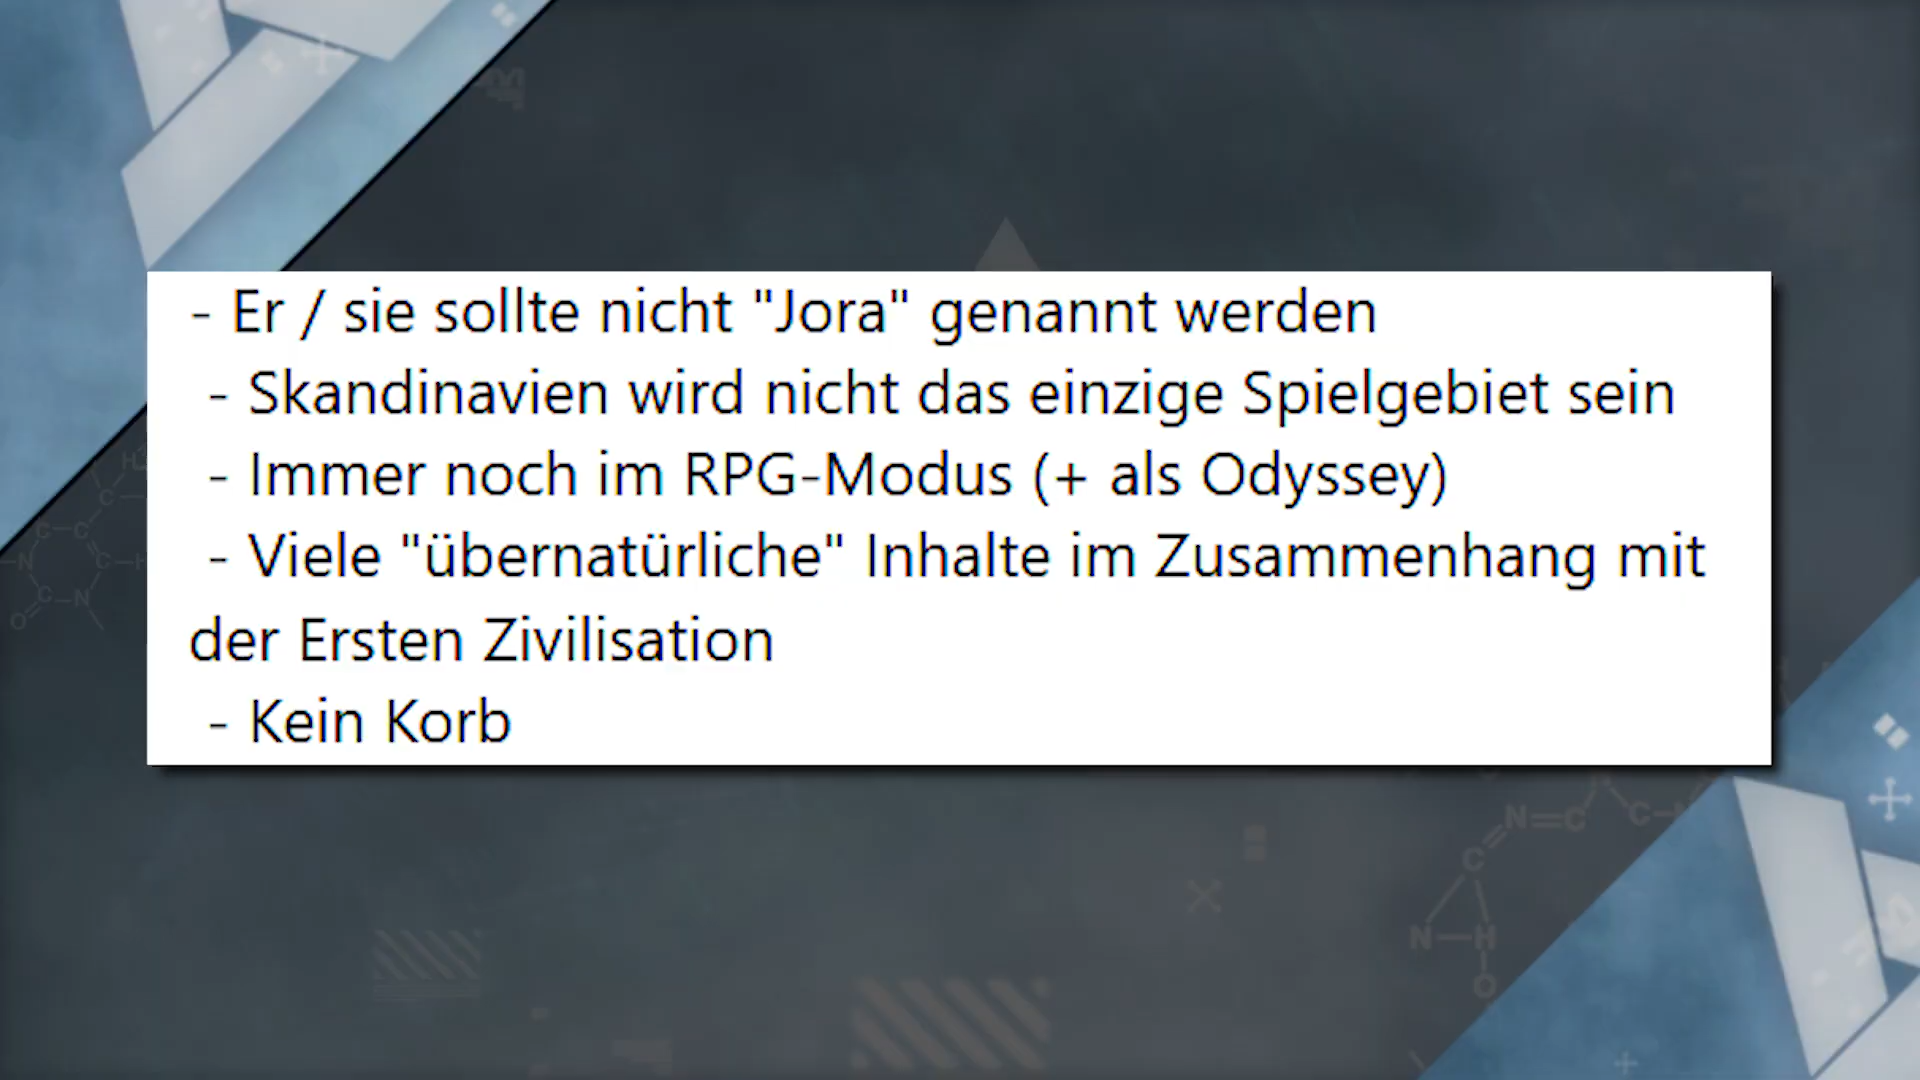 - Er / sie sollte nicht "Jora" genannt werden
- Skandinavien wird nicht das einzige Spielgebiet sein
- Immer noch im RPG-Modus (+ als Odyssey)
- Viele "übernatürliche" Inhalte im Zusammenhang mit
der Ersten Zivilisation
- Kein Korb